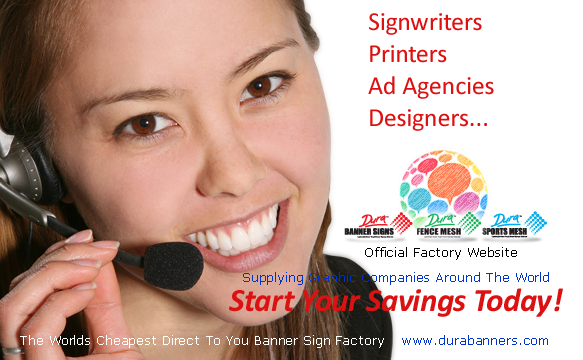 Signwriters
Printers
Ad Agencies
Designers...
Dura BANNER SIGNS
Dura FENCE MESH
Dura SPORTS MESH
Official Factory Website
Supplying Graphic Companies Around The World
Start Your Savings Today!
The Worlds Cheapest Direct To You Banner Sign Factory www.durabanners.com